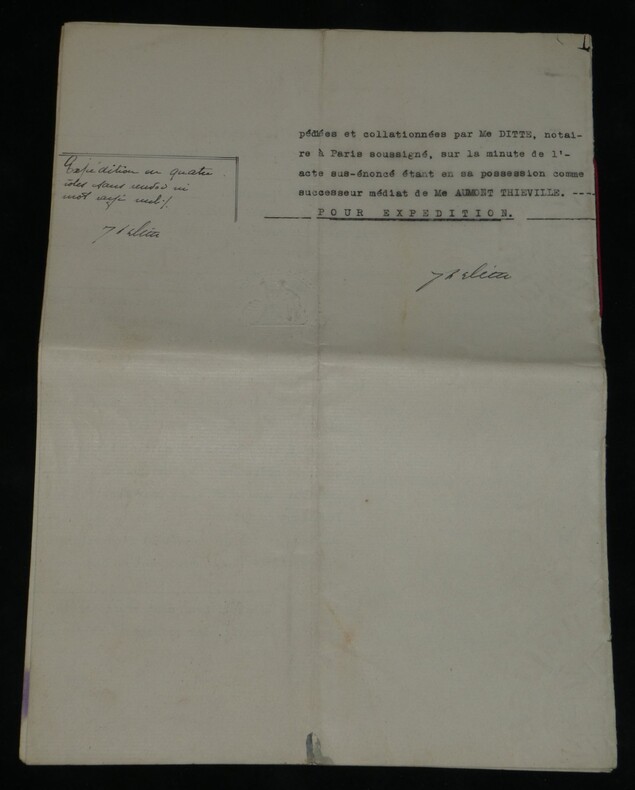 pédiées et collationnées par Me DITTE, notai-
re à Paris soussigné, sur la minute de l'-
acte sus-énoncé étant en sa possession comme
successeur médiat de Me AUMONT THIEVILLE. ---
POUR EXPEDITION.
Expédition en quatre
rôles sans renvoi ni
mot rayé nul./.